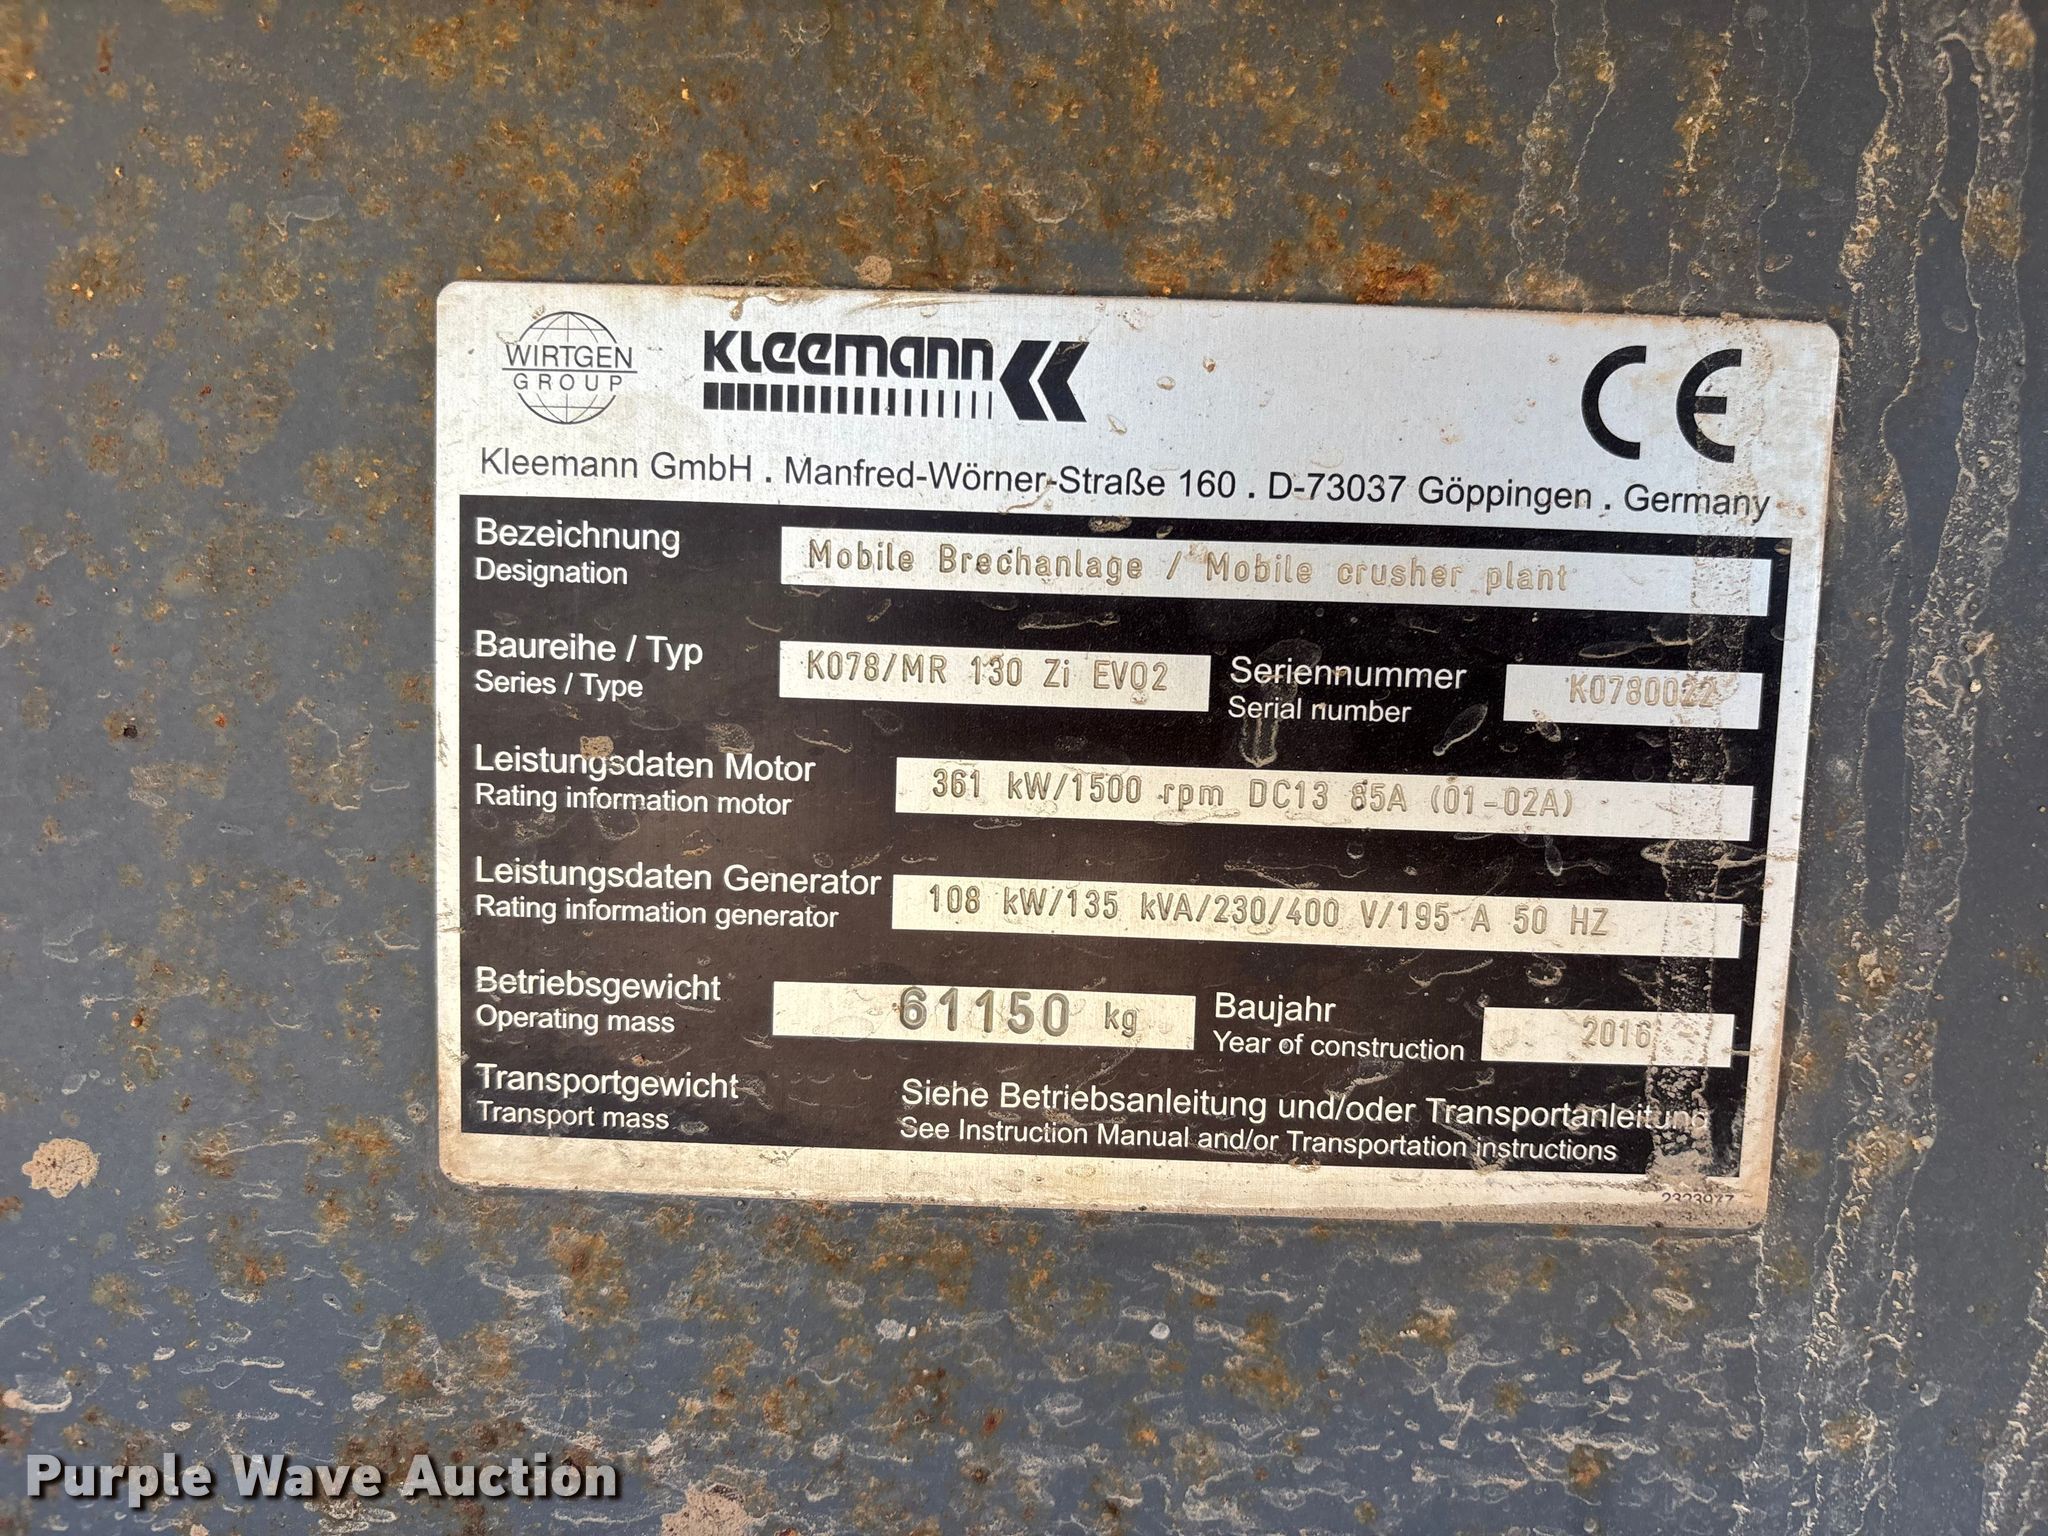 WIRTGEN
GROUP
KLEEMANN
CE
Kleemann GmbH . Manfred-Wörner-Straße 160 . D-73037 Göppingen . Germany
Bezeichnung
Designation
Mobile Brechanlage / Mobile crusher plant
Baureihe / Typ
Series / Type
K078/MR 130 Zi EVO2
Seriennummer
Serial number
K0780022
Leistungsdaten Motor
Rating information motor
361 kW/1500 rpm DC13 85A (01-02A)
Leistungsdaten Generator
Rating information generator
108 kW/135 kVA/230/400 V/195 A 50 HZ
Betriebsgewicht
Operating mass
61150 kg
Baujahr
Year of construction
2016
Transportgewicht
Transport mass
Siehe Betriebsanleitung und/oder Transportanleitung
See Instruction Manual and/or Transportation instructions
2323947
Purple Wave Auction